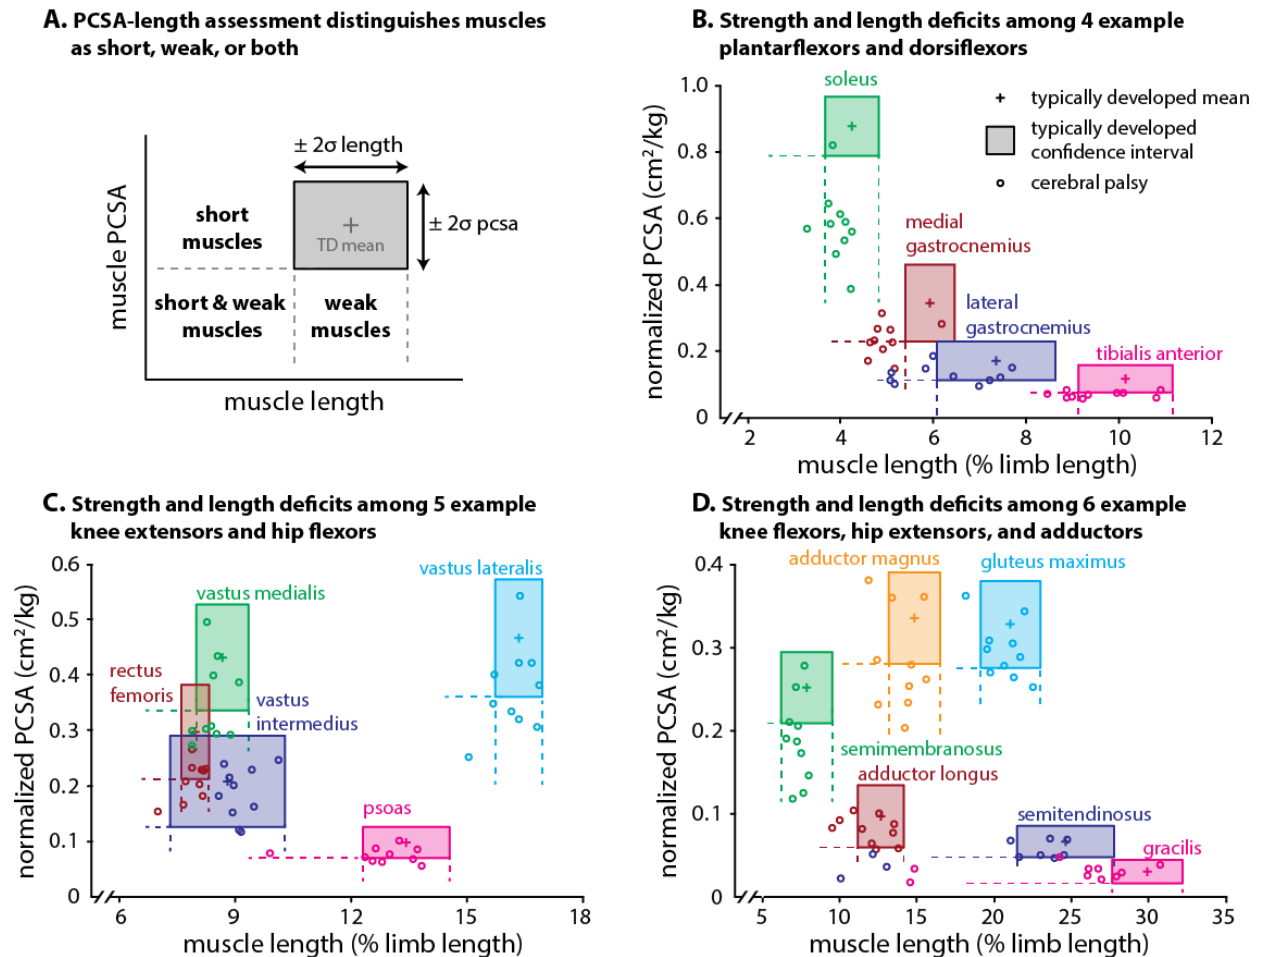 A. PCSA-length assessment distinguishes muscles
as short, weak, or both
± 2σ length
short
muscles
TD mean
± 2σ pcsa
short & weak
muscles
weak
muscles
muscle PCSA
muscle length
B. Strength and length deficits among 4 example
plantarflexors and dorsiflexors
soleus
typically developed mean
typically developed
confidence interval
cerebral palsy
medial
gastrocnemius
lateral
gastrocnemius
tibialis anterior
normalized PCSA (cm²/kg)
1.0
0.8
0.6
0.4
0.2
0
2 4 6 8 10 12
muscle length (% limb length)
C. Strength and length deficits among 5 example
knee extensors and hip flexors
vastus lateralis
vastus medialis
rectus
femoris
vastus
intermedius
psoas
normalized PCSA (cm²/kg)
0.6
0.5
0.4
0.3
0.2
0.1
0
6 9 12 15 18
muscle length (% limb length)
D. Strength and length deficits among 6 example
knee flexors, hip extensors, and adductors
adductor magnus
gluteus maximus
semimembranosus
adductor longus
semitendinosus
gracilis
normalized PCSA (cm²/kg)
0.4
0.3
0.2
0.1
0
5 10 15 20 25 30 35
muscle length (% limb length)